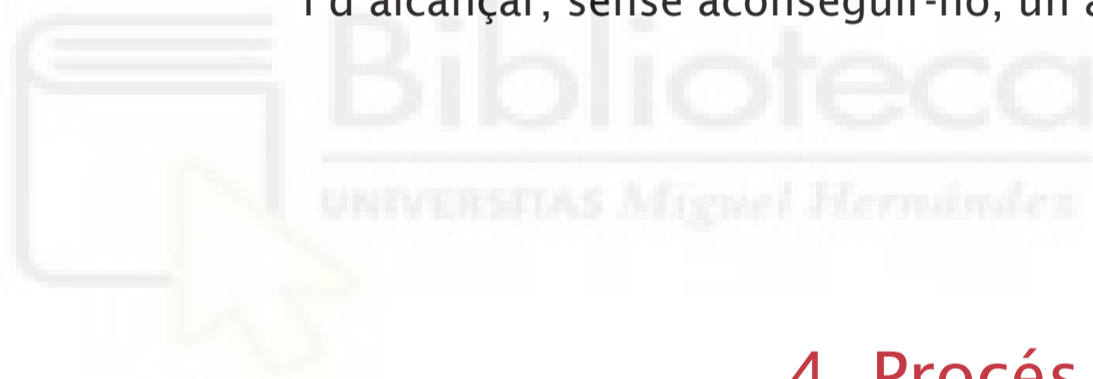 i d'alcançar, sense aconseguir-ho, un a
Biblioteca
UNIVERSITAS Miguel Hernández
4. Procés